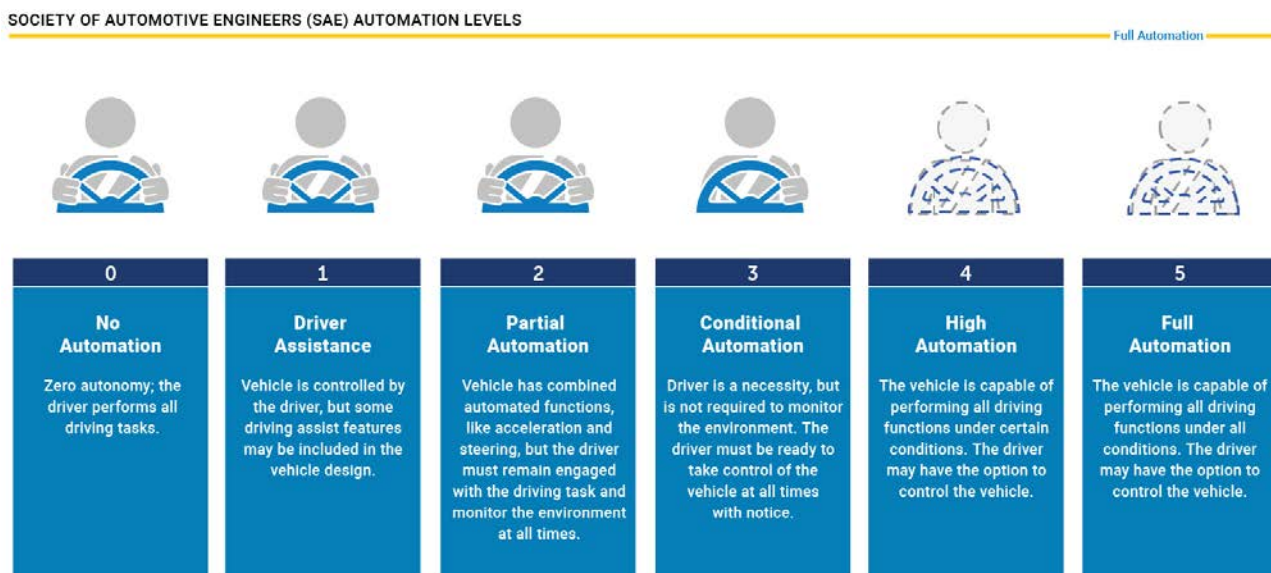 SOCIETY OF AUTOMOTIVE ENGINEERS (SAE) AUTOMATION LEVELS
Full Automation
0
No
Automation
Zero autonomy; the
driver performs all
driving tasks.
1
Driver
Assistance
Vehicle is controlled by
the driver, but some
driving assist features
may be included in the
vehicle design.
2
Partial
Automation
Vehicle has combined
automated functions,
like acceleration and
steering, but the driver
must remain engaged
with the driving task and
monitor the environment
at all times.
3
Conditional
Automation
Driver is a necessity, but
is not required to monitor
the environment. The
driver must be ready to
take control of the
vehicle at all times
with notice.
4
High
Automation
The vehicle is capable of
performing all driving
functions under certain
conditions. The driver
may have the option to
control the vehicle.
5
Full
Automation
The vehicle is capable of
performing all driving
functions under all
conditions. The driver
may have the option to
control the vehicle.